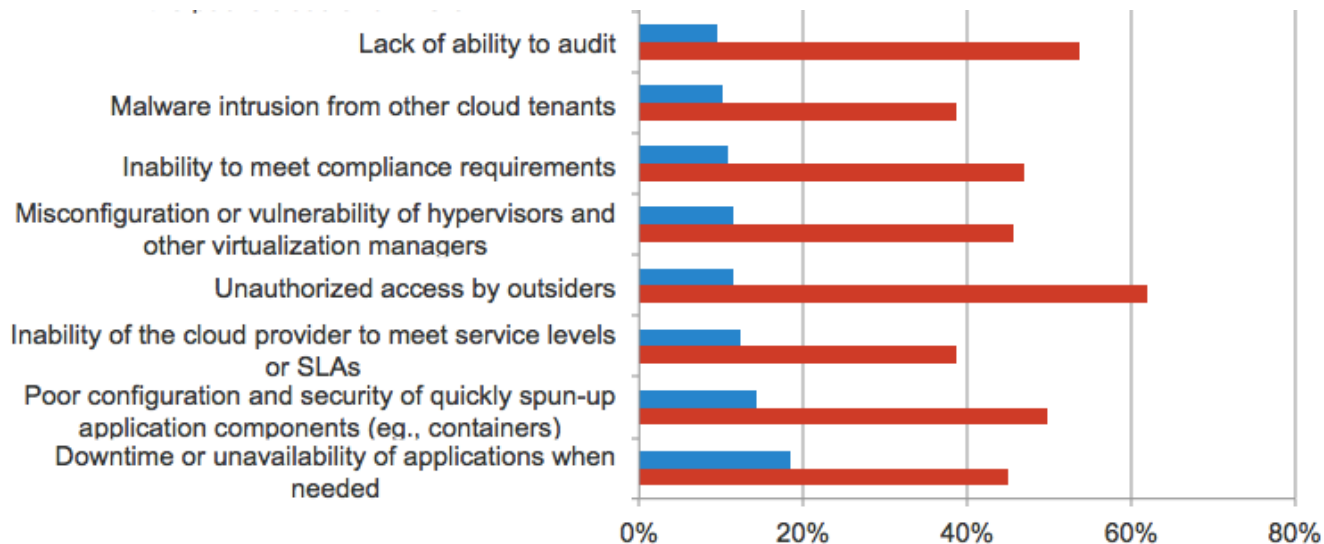 Lack of ability to audit
Malware intrusion from other cloud tenants
Inability to meet compliance requirements
Misconfiguration or vulnerability of hypervisors and
other virtualization managers
Unauthorized access by outsiders
Inability of the cloud provider to meet service levels
or SLAs
Poor configuration and security of quickly spun-up
application components (eg., containers)
Downtime or unavailability of applications when
needed
0% 20% 40% 60% 80%